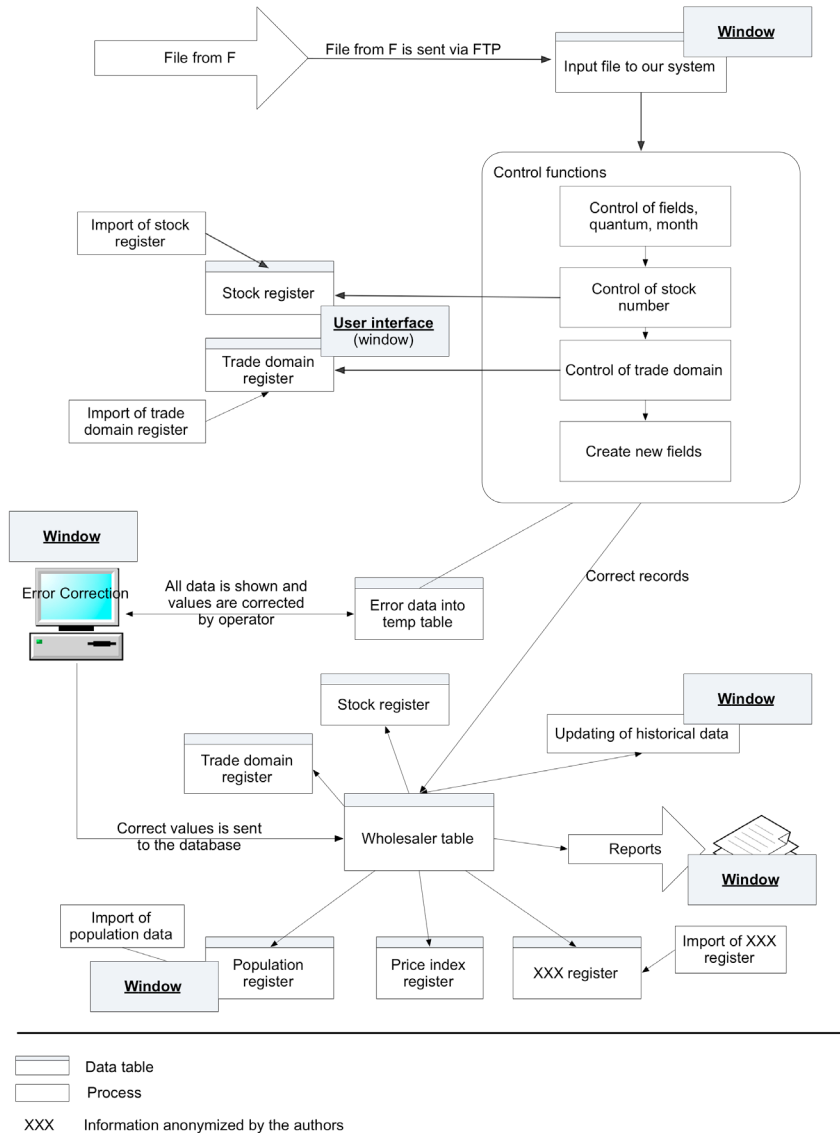 Window
File from F
File from F is sent via FTP
Input file to our system
Control functions
Control of fields,
quantum, month
Import of stock
register
Stock register
Control of stock
number
User interface
(window)
Trade domain
register
Control of trade domain
Import of trade
domain register
Create new fields
Window
Error Correction
All data is shown and
values are corrected
by operator
Error data into
temp table
Correct records
Stock register
Window
Updating of historical data
Trade domain
register
Correct values is sent
to the database
Wholesaler table
Reports
Window
Import of
population data
Window
Population
register
Price index
register
XXX register
Import of XXX
register
Data table
Process
XXX Information anonymized by the authors